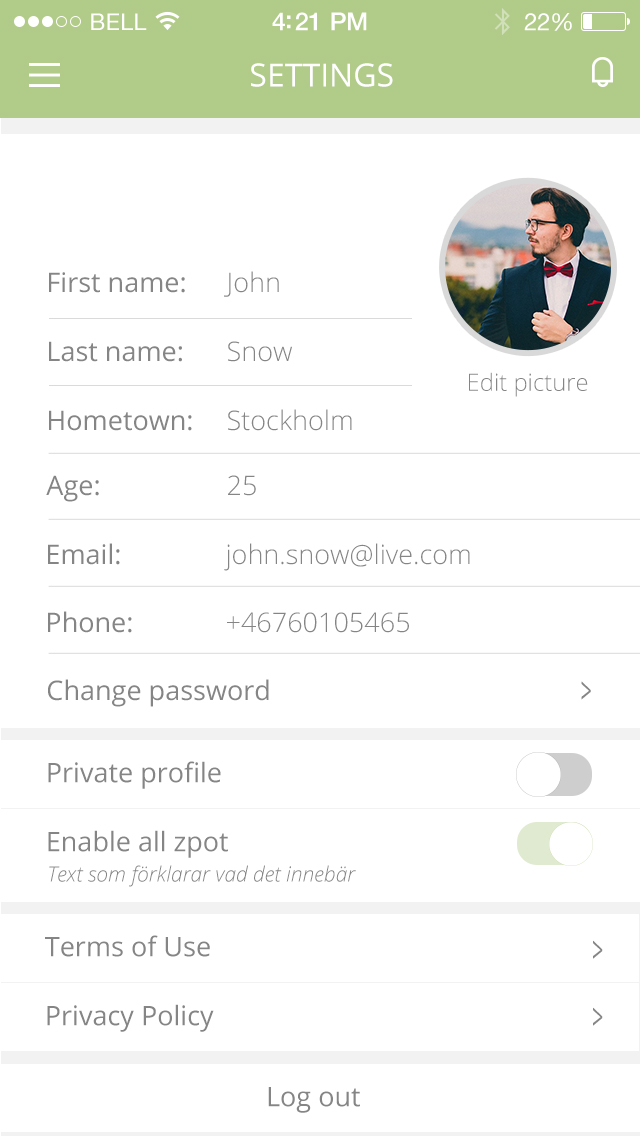 BELL 4:21 PM 22%
SETTINGS
First name: John
Last name: Snow
Edit picture
Hometown: Stockholm
Age: 25
Email: john.snow@live.com
Phone: +46760105465
Change password
Private profile
Enable all zpot
Text som förklarar vad det innebär
Terms of Use
Privacy Policy
Log out